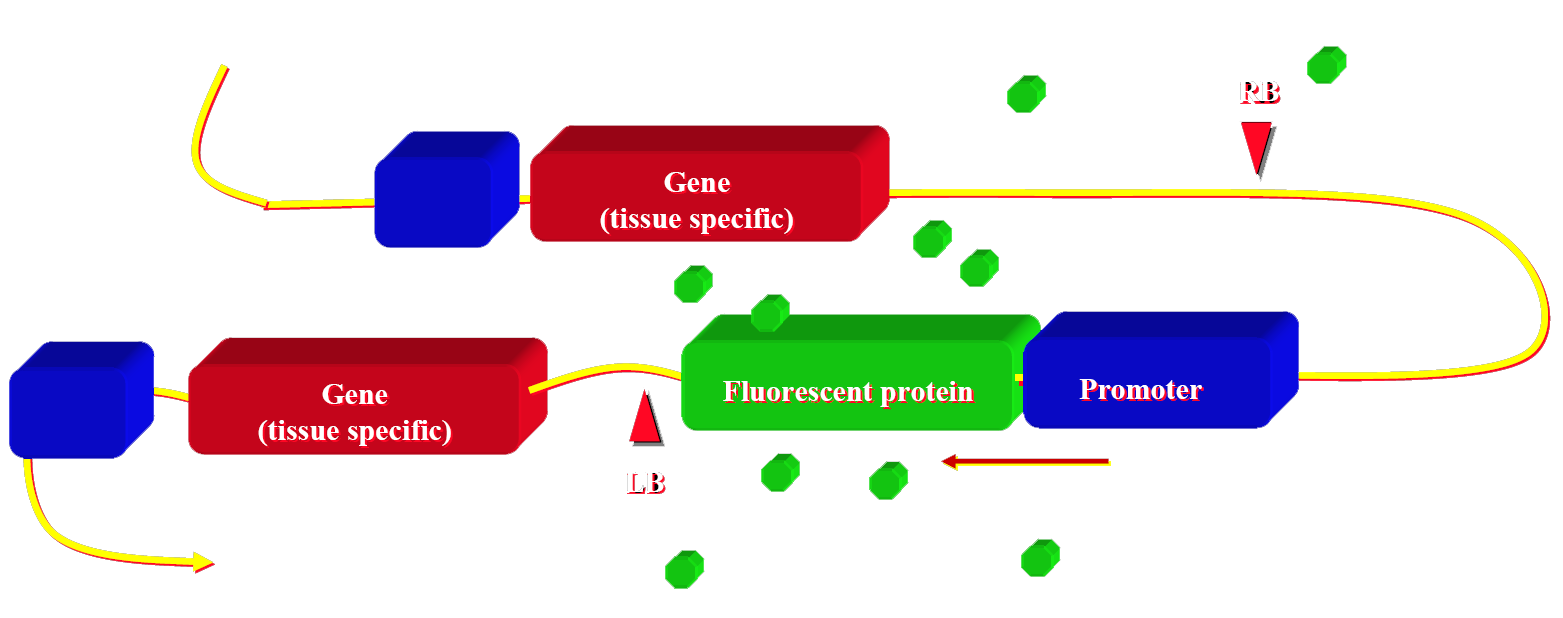 RB
Gene
(tissue specific)
Fluorescent protein
Promoter
Gene
(tissue specific)
LB